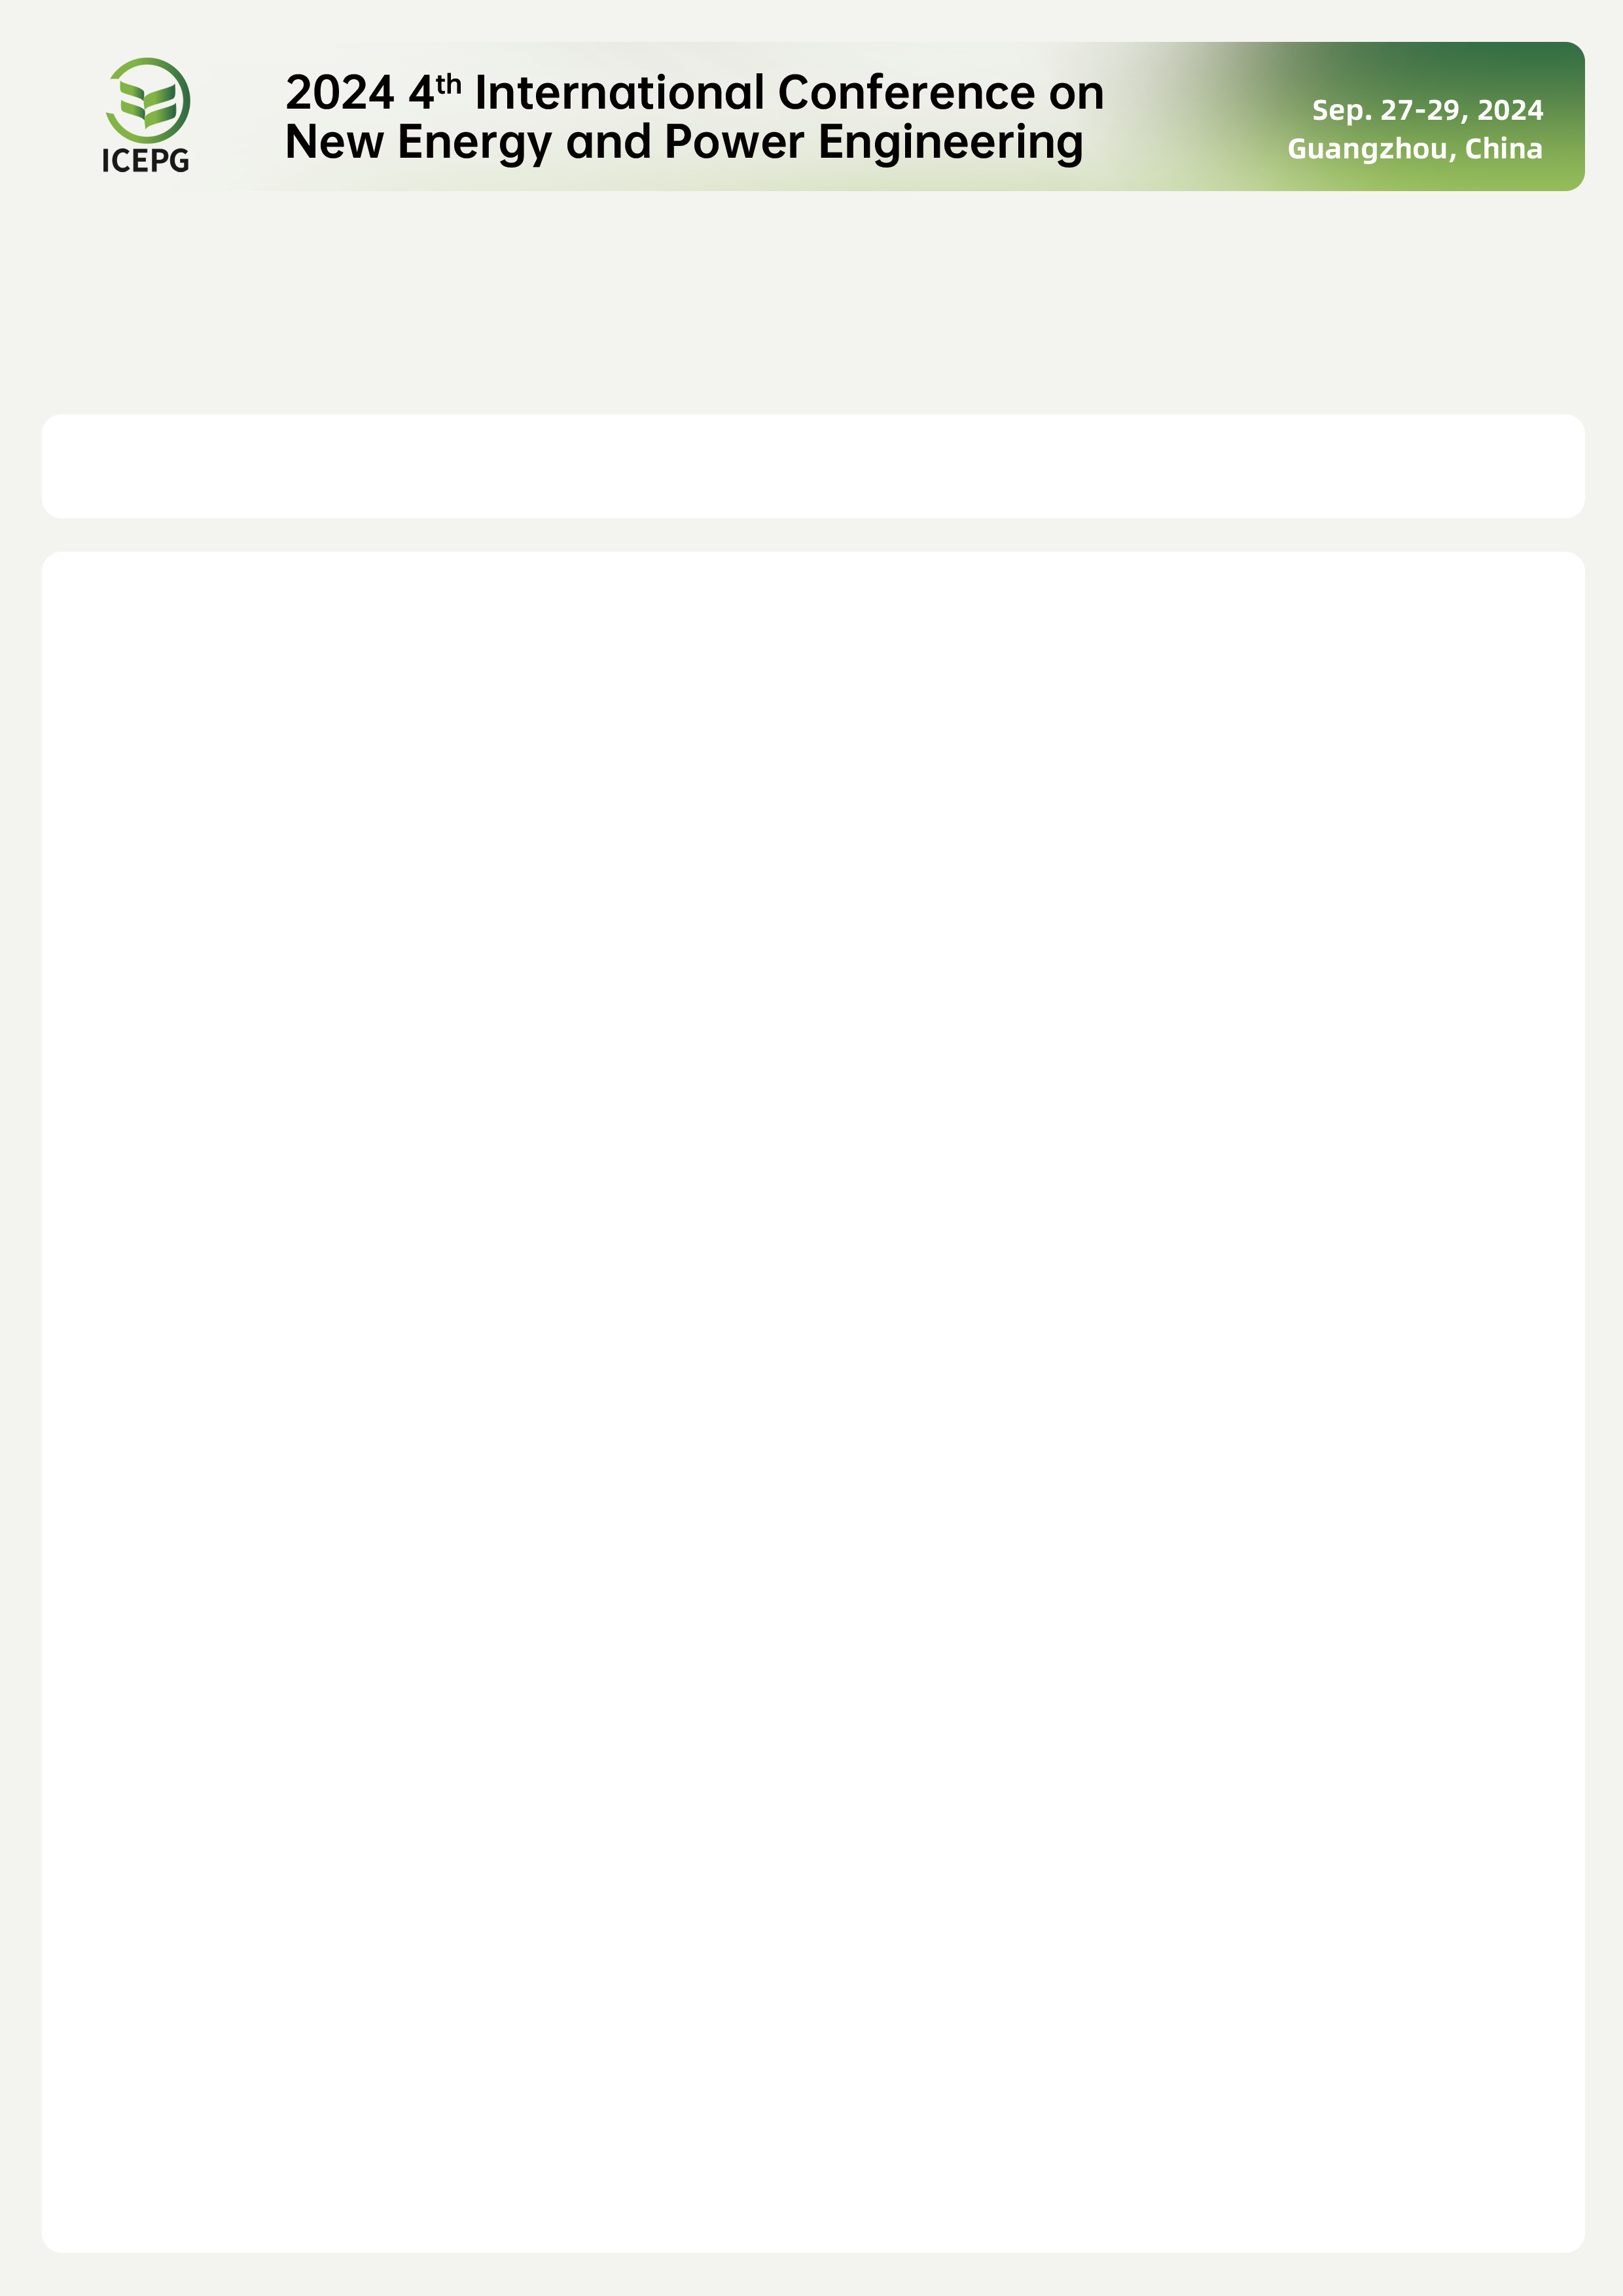 ICEPG
2024 4th International Conference on
New Energy and Power Engineering
Sep. 27-29, 2024
Guangzhou, China